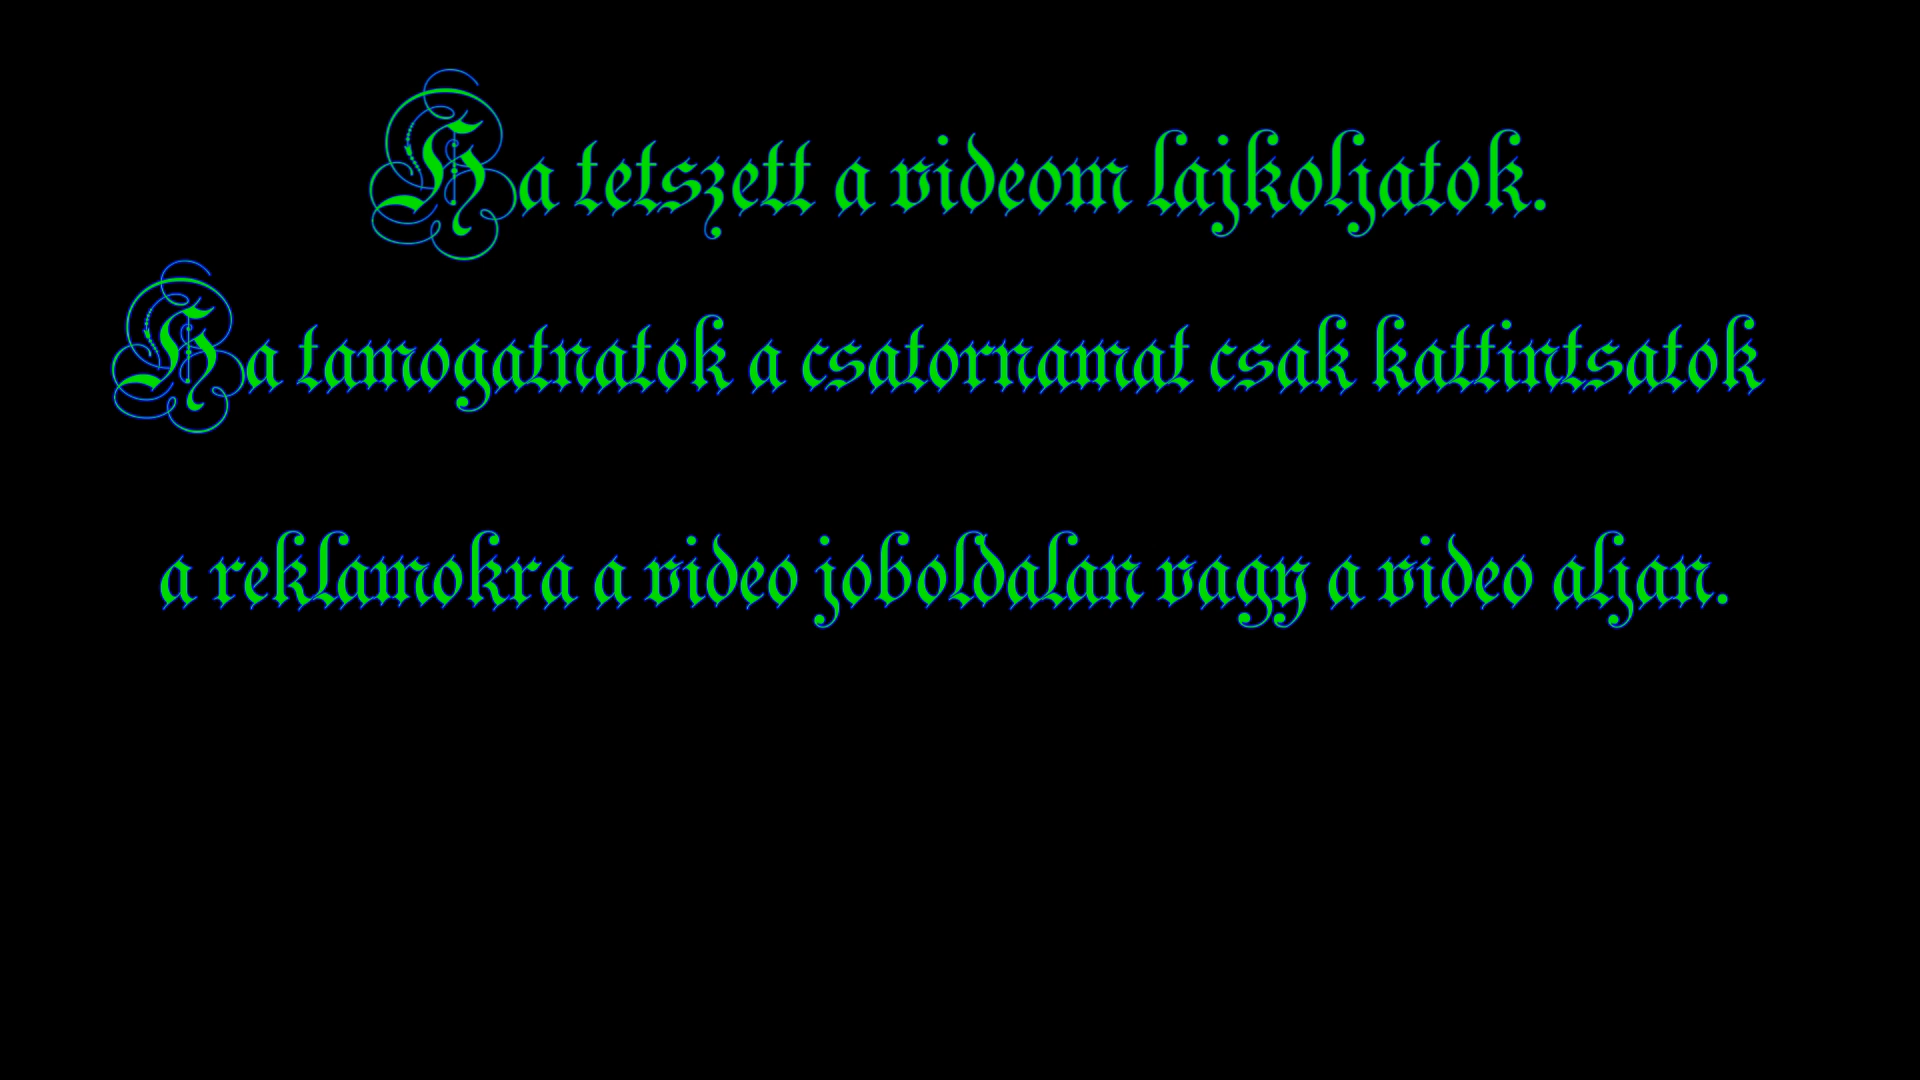 Ha tetszett a videom lajkoljatok.
Ha tamogatnatok a csatornamat csak kattintsatok
a reklamokra a video joboldalan vagy a video aljan.